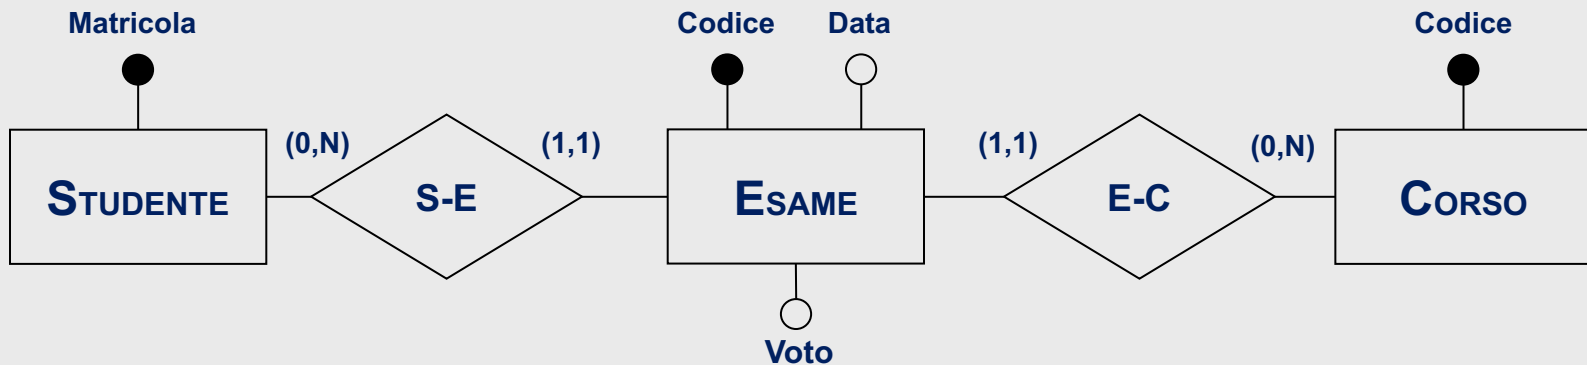 Matricola
Codice
Data
Codice
(0,N)
(1,1)
(1,1)
(0,N)
STUDENTE
S-E
ESAME
E-C
CORSO
Voto